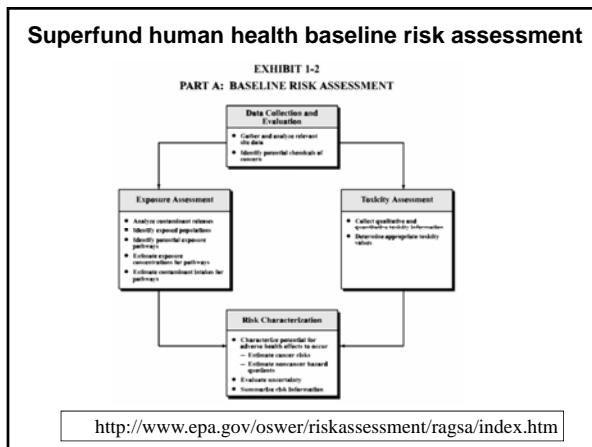 Superfund human health baseline risk assessment
EXHIBIT 1-2
PART A: BASELINE RISK ASSESSMENT
Data Collection and
Evaluation
• Gather and analyze relevant
site data
• Identify potential chemicals of
concern
Exposure Assessment
• Analyze contaminant releases
• Identify exposed populations
• Identify potential exposure
pathways
• Estimate exposure
concentrations for pathways
• Estimate contaminant intakes for
pathways
Toxicity Assessment
• Collect qualitative and
quantitative toxicity information
• Determine appropriate toxicity
values
Risk Characterization
• Characterize potential for
adverse health effects to occur
– Estimate cancer risks
– Estimate noncancer hazard
quotients
• Evaluate uncertainty
• Summarize risk information
http://www.epa.gov/oswer/riskassessment/ragsa/index.htm